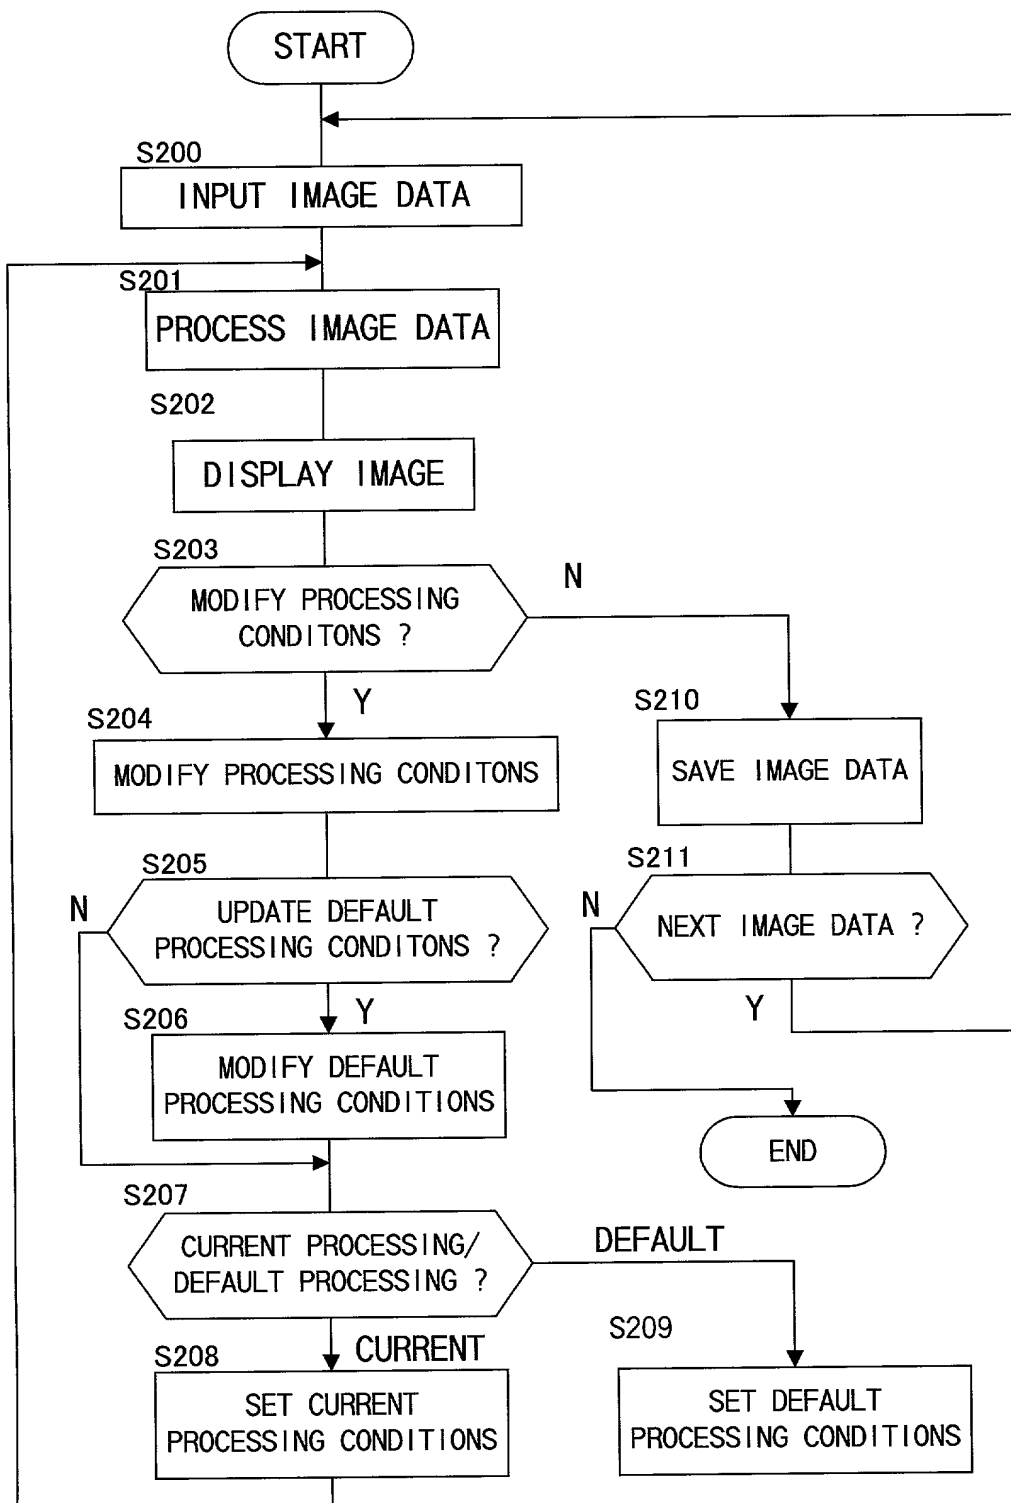 START
S200
INPUT IMAGE DATA
S201
PROCESS IMAGE DATA
S202
DISPLAY IMAGE
S203
MODIFY PROCESSING
CONDITONS ?
N
Y
S204
MODIFY PROCESSING CONDITONS
S210
SAVE IMAGE DATA
S205
UPDATE DEFAULT
PROCESSING CONDITONS ?
N
Y
S211
NEXT IMAGE DATA ?
N
Y
S206
MODIFY DEFAULT
PROCESSING CONDITIONS
END
S207
CURRENT PROCESSING/
DEFAULT PROCESSING ?
DEFAULT
CURRENT
S208
SET CURRENT
PROCESSING CONDITIONS
S209
SET DEFAULT
PROCESSING CONDITIONS